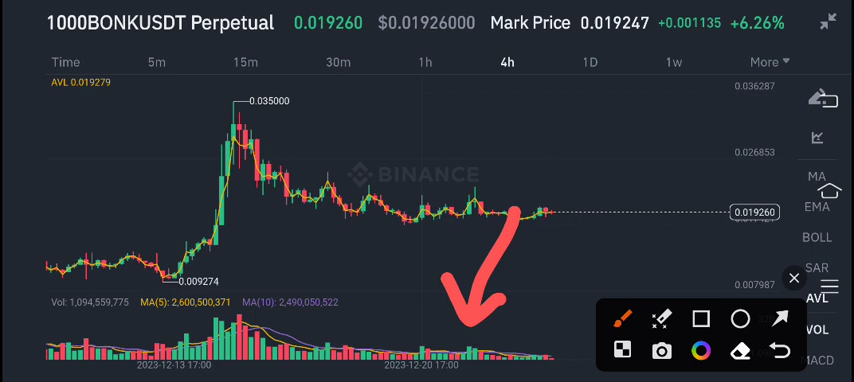 1000BONKUSDT Perpetual 0.019260 $0.01926000 Mark Price 0.019247 +0.001135 +6.26%
Time 5m 15m 30m 1h 4h 1D 1w More
AVL 0.019279
0.036287
0.035000
0.026853
BINANCE
MA
EMA
0.019260
BOLL
SAR
0.009274
0.007987
AVL
Vol: 1,094,559,775 MA(5): 2,600,500,371 MA(10): 2,490,050,522
VOL
MACD
2023-12-13 17:00 2023-12-20 17:00